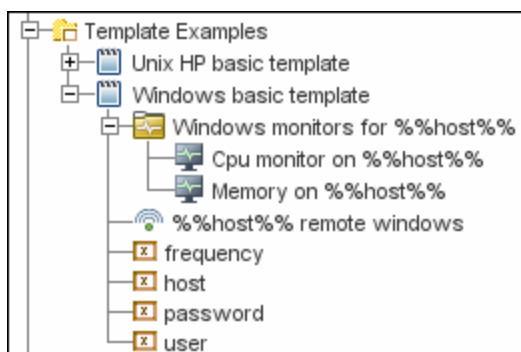 Template Examples
Unix HP basic template
Windows basic template
Windows monitors for %%host%%
Cpu monitor on %%host%%
Memory on %%host%%
%%host%% remote windows
frequency
host
password
user